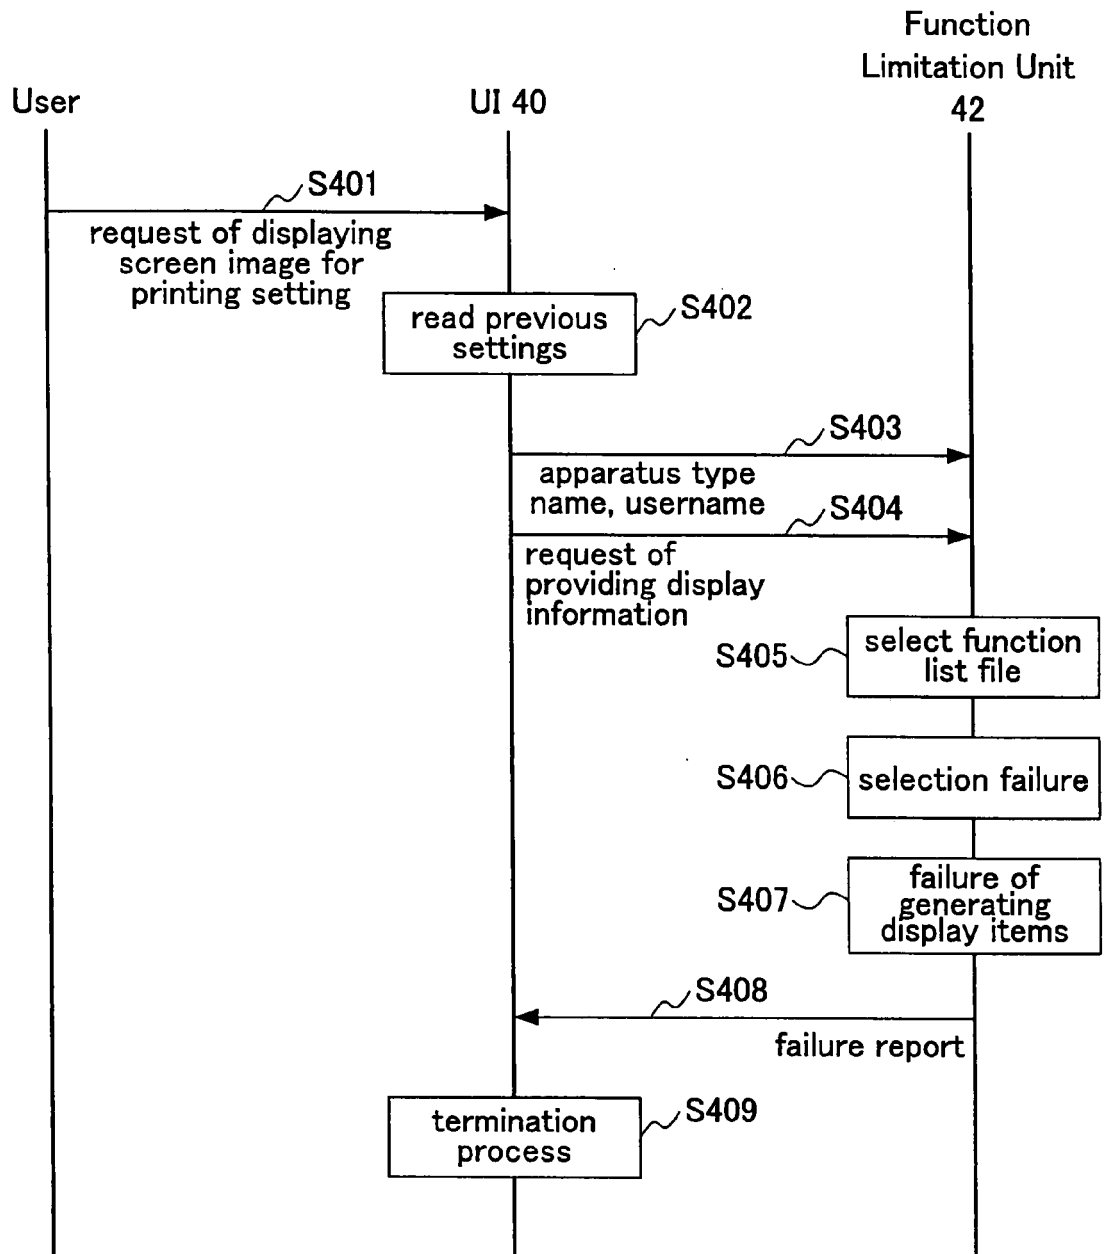 Function
Limitation Unit
42
User
UI 40
S401
request of displaying
screen image for
printing setting
S402
read previous
settings
S403
apparatus type
name, username
S404
request of
providing display
information
S405
select function
list file
S406
selection failure
S407
failure of
generating
display items
S408
failure report
S409
termination
process